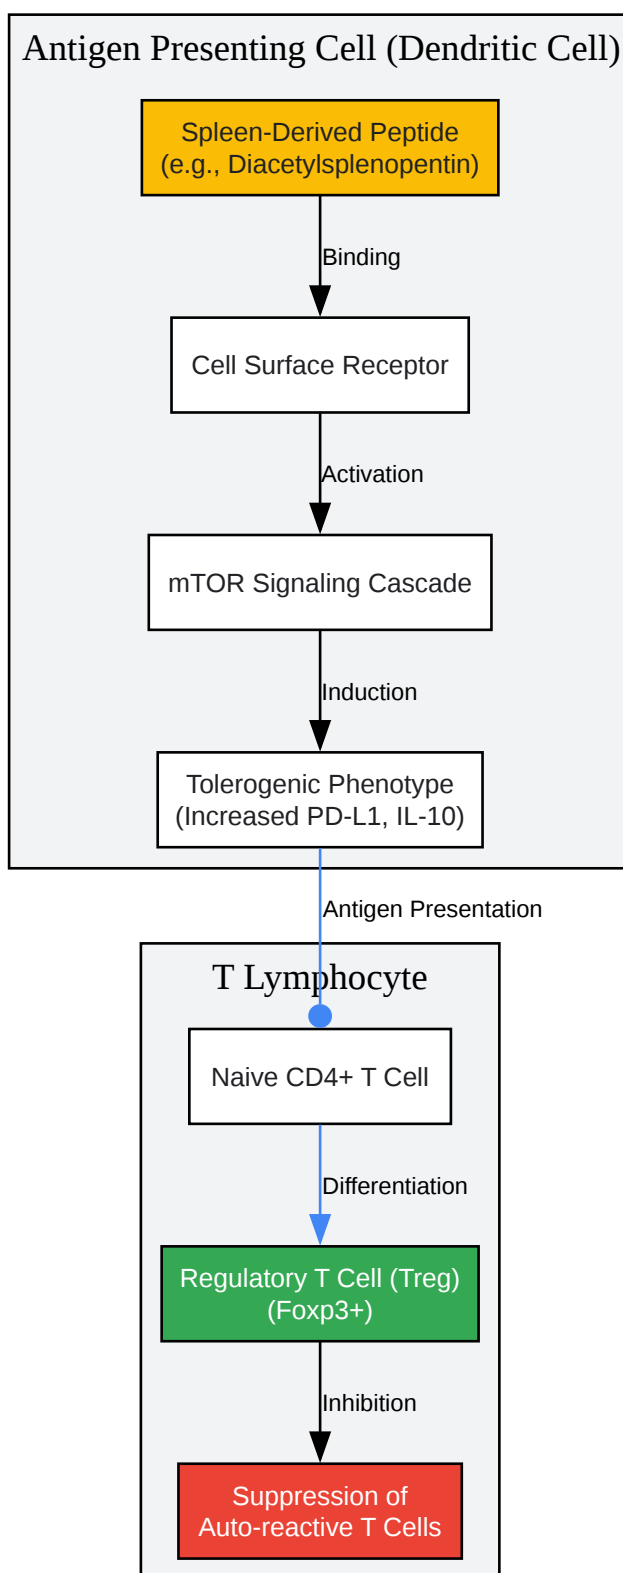 Antigen Presenting Cell (Dendritic Cell)
Spleen-Derived Peptide
(e.g., Diacetylsplenopentin)
Binding
Cell Surface Receptor
Activation
mTOR Signaling Cascade
Induction
Tolerogenic Phenotype
(Increased PD-L1, IL-10)
Antigen Presentation
T Lymphocyte
Naive CD4+ T Cell
Differentiation
Regulatory T Cell (Treg)
(Foxp3+)
Inhibition
Suppression of
Auto-reactive T Cells